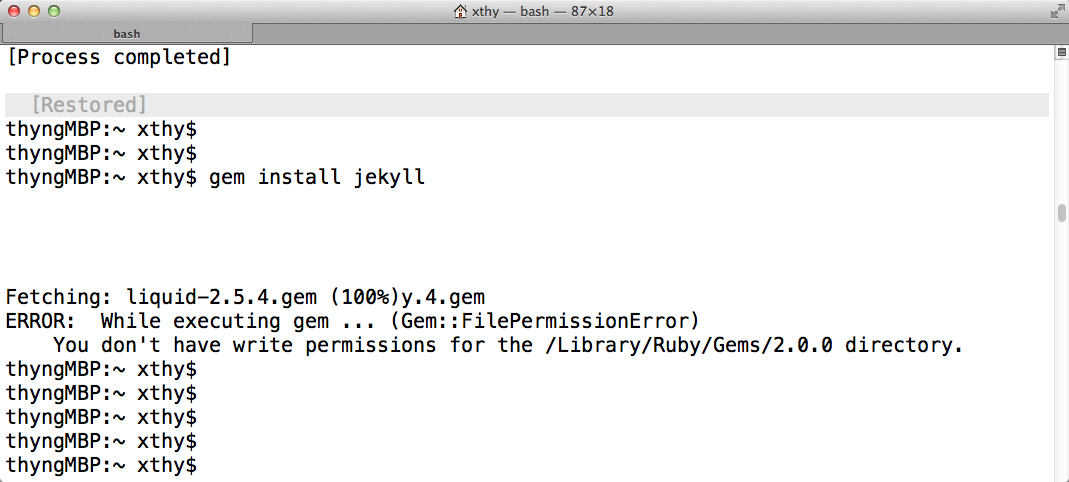 xthy — bash — 87×18
bash
[Process completed]
[Restored]
thyngMBP:~ xthy$
thyngMBP:~ xthy$
thyngMBP:~ xthy$ gem install jekyll
Fetching: liquid-2.5.4.gem (100%)y.4.gem
ERROR:  While executing gem ... (Gem::FilePermissionError)
    You don't have write permissions for the /Library/Ruby/Gems/2.0.0 directory.
thyngMBP:~ xthy$
thyngMBP:~ xthy$
thyngMBP:~ xthy$
thyngMBP:~ xthy$
thyngMBP:~ xthy$